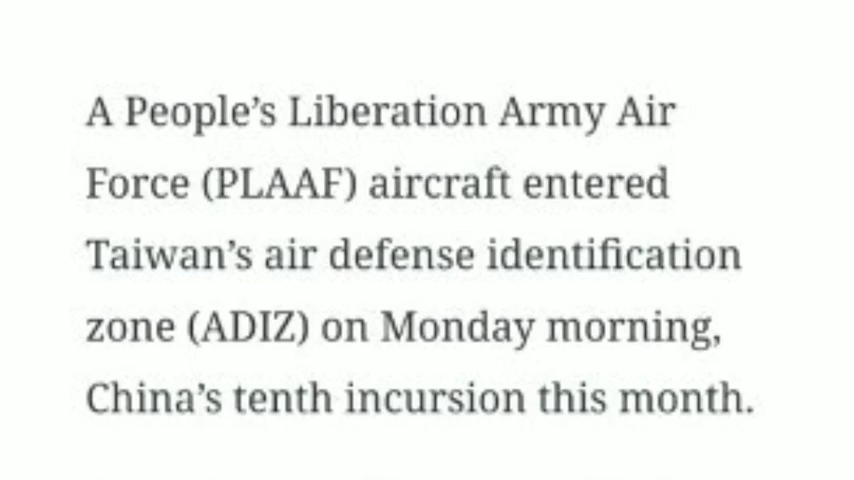 A People’s Liberation Army Air
Force (PLAAF) aircraft entered
Taiwan’s air defense identification
zone (ADIZ) on Monday morning,
China’s tenth incursion this month.